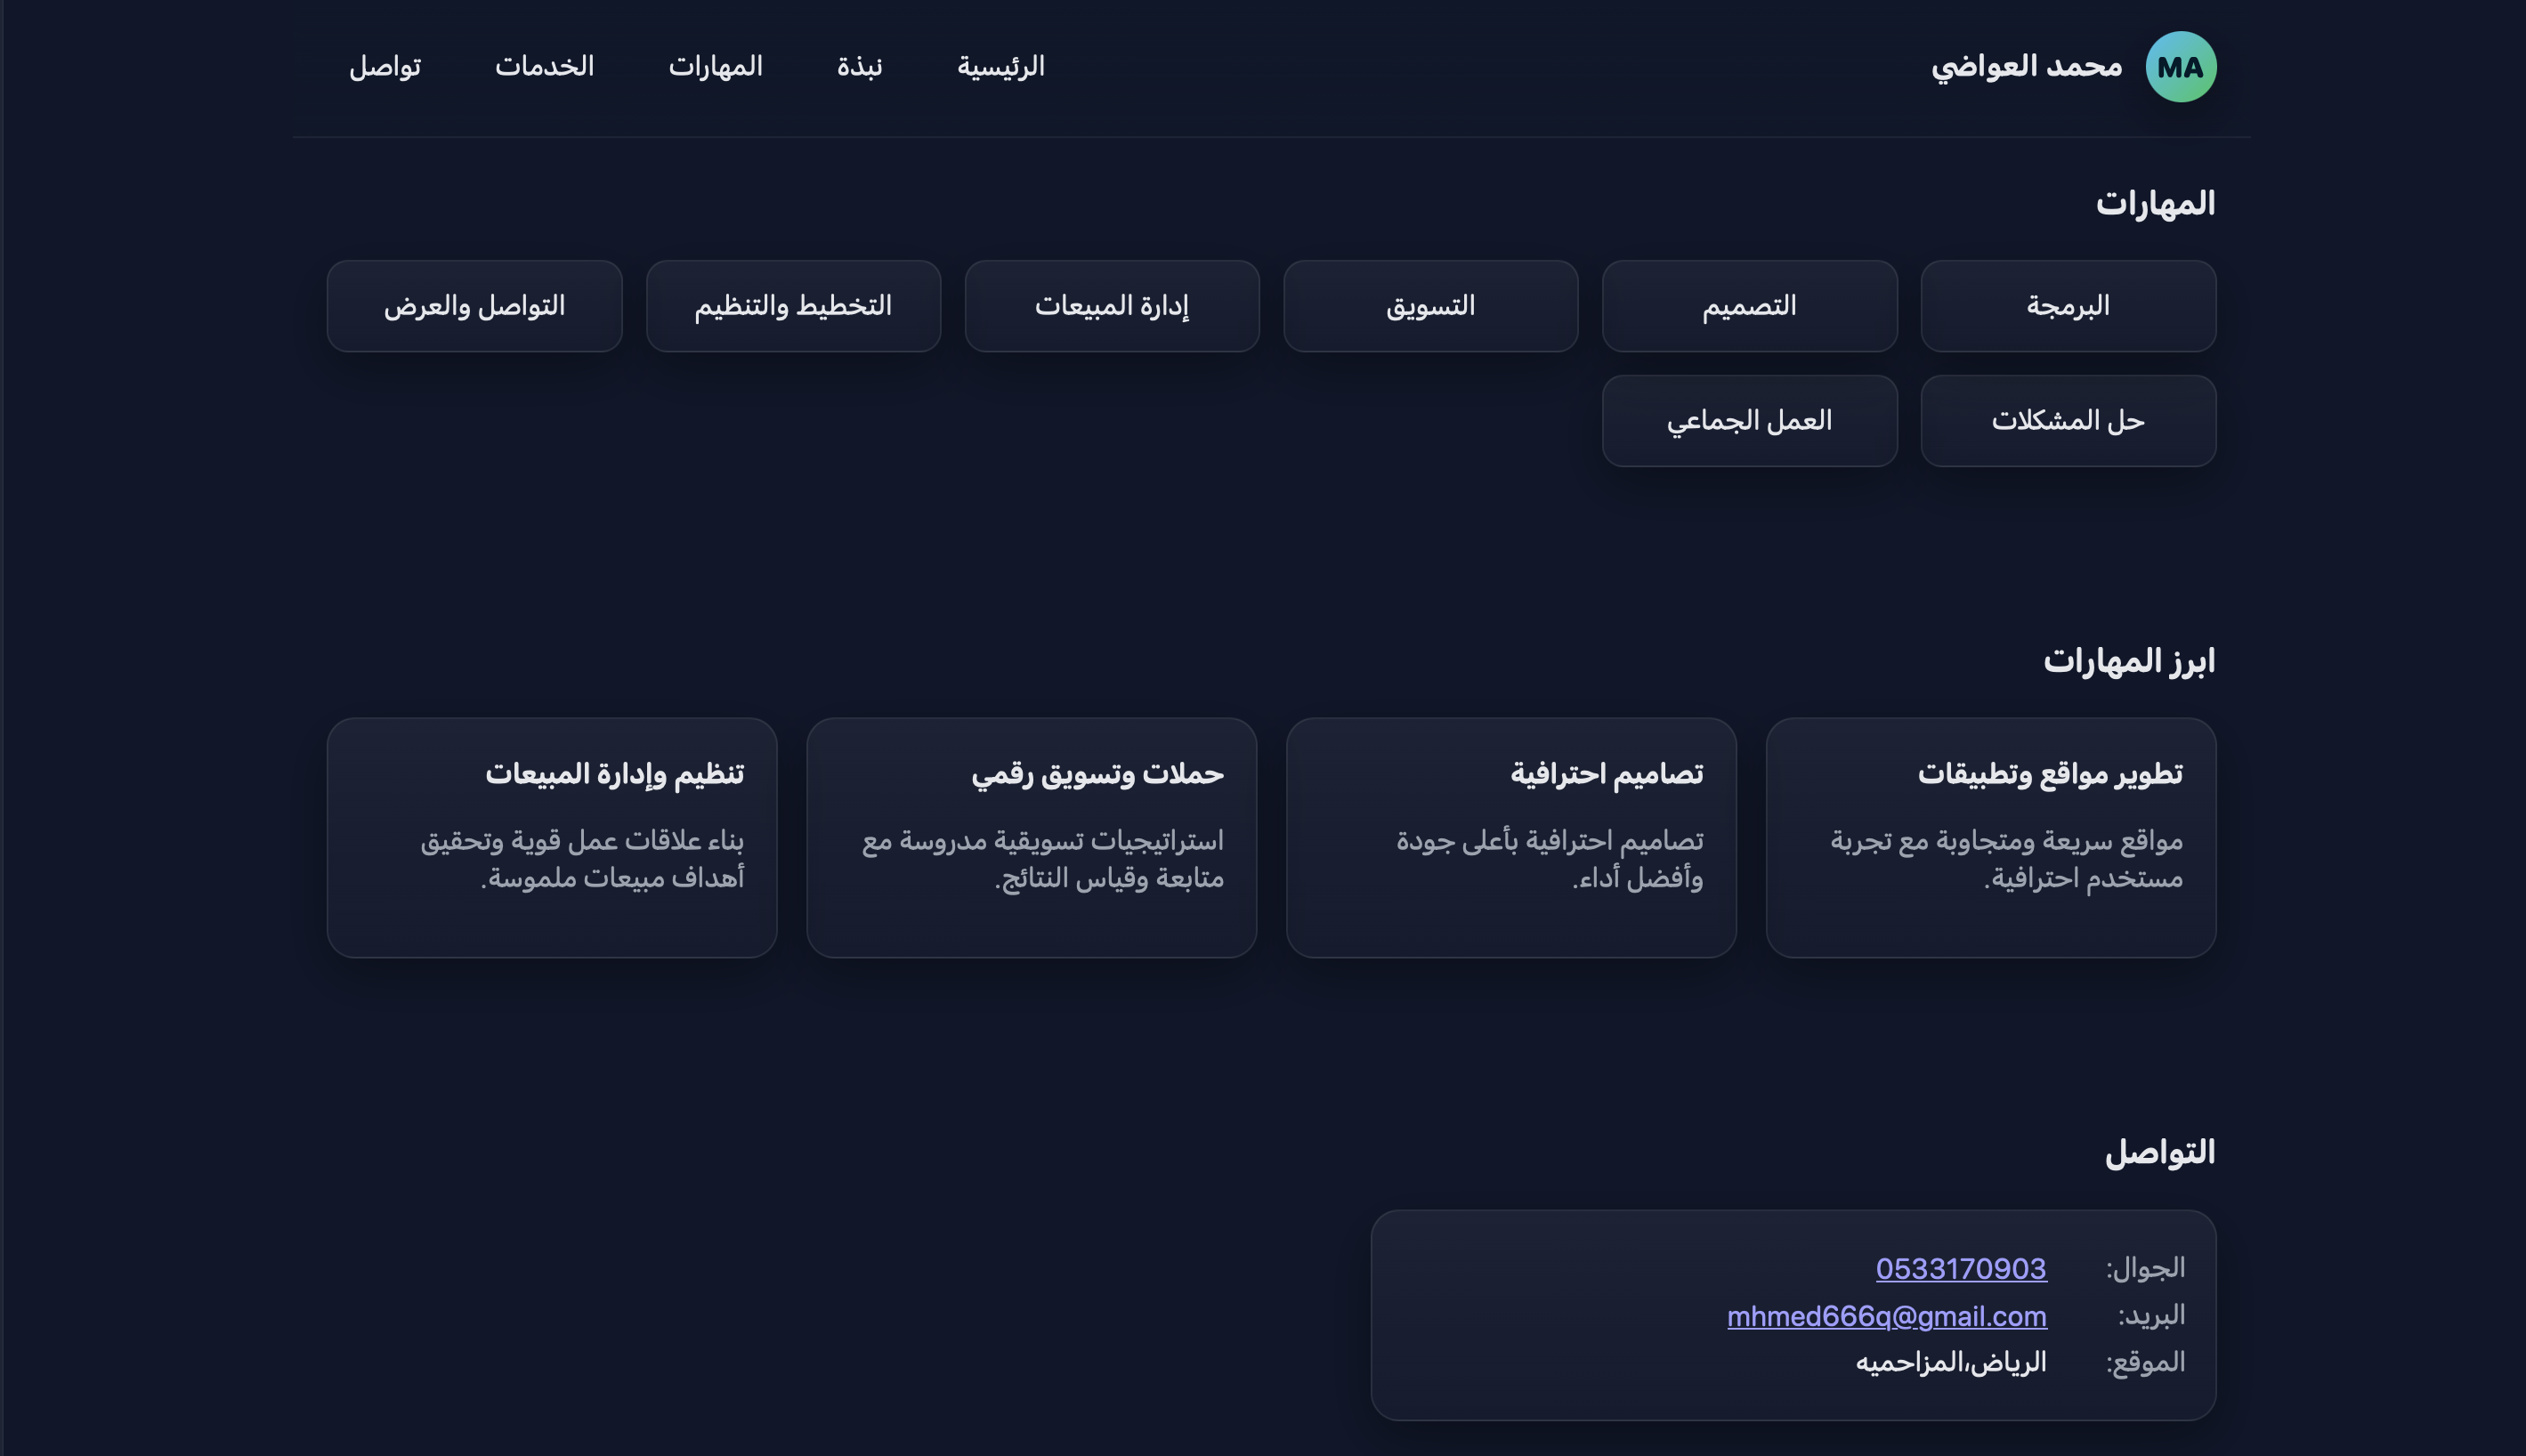 MA محمد العواضي
الرئيسية نبذة المهارات الخدمات تواصل
المهارات
البرمجة
التصميم
التسويق
إدارة المبيعات
التخطيط والتنظيم
التواصل والعرض
حل المشكلات
العمل الجماعي
ابرز المهارات
تطوير مواقع وتطبيقات
مواقع سريعة ومتجاوبة مع تجربة
مستخدم احترافية.
تصاميم احترافية
تصاميم احترافية بأعلى جودة
وأفضل أداء.
حملات وتسويق رقمي
استراتيجيات تسويقية مدروسة مع
متابعة وقياس النتائج.
تنظيم وإدارة المبيعات
بناء علاقات عمل قوية وتحقيق
أهداف مبيعات ملموسة.
التواصل
الجوال: 0533170903
البريد: mhmed666q@gmail.com
الموقع: الرياض،المزاحميه